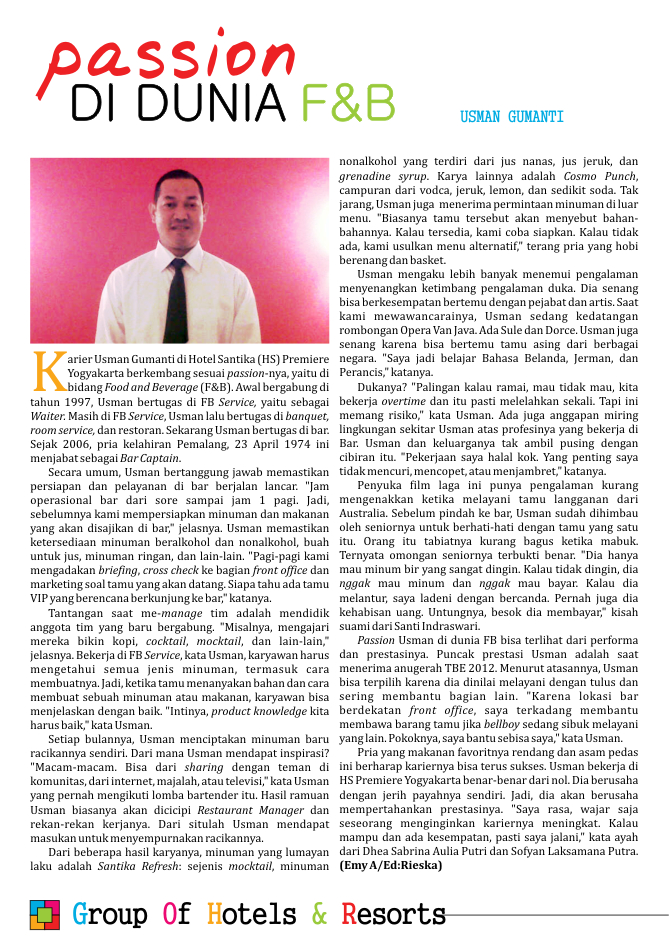 passion
DI DUNIA F&B
USMAN GUMANTI
Karier Usman Gumanti di Hotel Santika (HS) Premiere
Yogyakarta berkembang sesuai passion-nya, yaitu di
bidang Food and Beverage (F&B). Awal bergabung di
tahun 1997, Usman bertugas di FB Service, yaitu sebagai
Waiter. Masih di FB Service, Usman lalu bertugas di banquet,
room service, dan restoran. Sekarang Usman bertugas di bar.
Sejak 2006, pria kelahiran Pemalang, 23 April 1974 ini
menjabat sebagai Bar Captain.
Secara umum, Usman bertanggung jawab memastikan
persiapan dan pelayanan di bar berjalan lancar. "Jam
operasional bar dari sore sampai jam 1 pagi. Jadi,
sebelumnya kami mempersiapkan minuman dan makanan
yang akan disajikan di bar," jelasnya. Usman memastikan
ketersediaan minuman beralkohol dan nonalkohol, buah
untuk jus, minuman ringan, dan lain-lain. "Pagi-pagi kami
mengadakan briefing, cross check ke bagian front office dan
marketing soal tamu yang akan datang. Siapa tahu ada tamu
VIP yang berencana berkunjung ke bar," katanya.
Tantangan saat me-manage tim adalah mendidik
anggota tim yang baru bergabung. "Misalnya, mengajari
mereka bikin kopi, cocktail, mocktail, dan lain-lain,"
jelasnya. Bekerja di FB Service, kata Usman, karyawan harus
mengetahui semua jenis minuman, termasuk cara
membuatnya. Jadi, ketika tamu menanyakan bahan dan cara
membuat sebuah minuman atau makanan, karyawan bisa
menjelaskan dengan baik. "Intinya, product knowledge kita
harus baik," kata Usman.
Setiap bulannya, Usman menciptakan minuman baru
racikannya sendiri. Dari mana Usman mendapat inspirasi?
"Macam-macam. Bisa dari sharing dengan teman di
komunitas, dari internet, majalah, atau televisi," kata Usman
yang pernah mengikuti lomba bartender itu. Hasil ramuan
Usman biasanya akan dicicipi Restaurant Manager dan
rekan-rekan kerjanya. Dari situlah Usman mendapat
masukan untuk menyempurnakan racikannya.
Dari beberapa hasil karyanya, minuman yang lumayan
laku adalah Santika Refresh: sejenis mocktail, minuman
nonalkohol yang terdiri dari jus nanas, jus jeruk, dan
grenadine syrup. Karya lainnya adalah Cosmo Punch,
campuran dari vodca, jeruk, lemon, dan sedikit soda. Tak
jarang, Usman juga menerima permintaan minuman di luar
menu. "Biasanya tamu tersebut akan menyebut bahan-
bahannya. Kalau tersedia, kami coba siapkan. Kalau tidak
ada, kami usulkan menu alternatif," terang pria yang hobi
berenang dan basket.
Usman mengaku lebih banyak menemui pengalaman
menyenangkan ketimbang pengalaman duka. Dia senang
bisa berkesempatan bertemu dengan pejabat dan artis. Saat
kami mewawancarainya, Usman sedang kedatangan
rombongan Opera Van Java. Ada Sule dan Dorce. Usman juga
senang karena bisa bertemu tamu asing dari berbagai
negara. "Saya jadi belajar Bahasa Belanda, Jerman, dan
Perancis," katanya.
Dukanya? "Palingan kalau ramai, mau tidak mau, kita
bekerja overtime dan itu pasti melelahkan sekali. Tapi ini
memang risiko," kata Usman. Ada juga anggapan miring
lingkungan sekitar Usman atas profesinya yang bekerja di
Bar. Usman dan keluarganya tak ambil pusing dengan
cibiran itu. "Pekerjaan saya halal kok. Yang penting saya
tidak mencuri, mencopet, atau menjambret," katanya.
Penyuka film laga ini punya pengalaman kurang
mengenakkan ketika melayani tamu langganan dari
Australia. Sebelum pindah ke bar, Usman sudah dihimbau
oleh seniornya untuk berhati-hati dengan tamu yang satu
itu. Orang itu tabiatnya kurang bagus ketika mabuk.
Ternyata omongan seniornya terbukti benar. "Dia hanya
mau minum bir yang sangat dingin. Kalau tidak dingin, dia
nggak mau minum dan nggak mau bayar. Kalau dia
melantur, saya ladeni dengan bercanda. Pernah juga dia
kehabisan uang. Untungnya, besok dia membayar," kisah
suami dari Santi Indraswari.
Passion Usman di dunia FB bisa terlihat dari performa
dan prestasinya. Puncak prestasi Usman adalah saat
menerima anugerah TBE 2012. Menurut atasannya, Usman
bisa terpilih karena dia dinilai melayani dengan tulus dan
sering membantu bagian lain. "Karena lokasi bar
berdekatan front office, saya terkadang membantu
membawa barang tamu jika bellboy sedang sibuk melayani
yang lain. Pokoknya, saya bantu sebisa saya," kata Usman.
Pria yang makanan favoritnya rendang dan asam pedas
ini berharap kariernya bisa terus sukses. Usman bekerja di
HS Premiere Yogyakarta benar-benar dari nol. Dia berusaha
dengan jerih payahnya sendiri. Jadi, dia akan berusaha
mempertahankan prestasinya. "Saya rasa, wajar saja
seseorang menginginkan kariernya meningkat. Kalau
mampu dan ada kesempatan, pasti saya jalani," kata ayah
dari Dhea Sabrina Aulia Putri dan Sofyan Laksamana Putra.
(Emy A/Ed:Rieska)
Group Of Hotels & Resorts